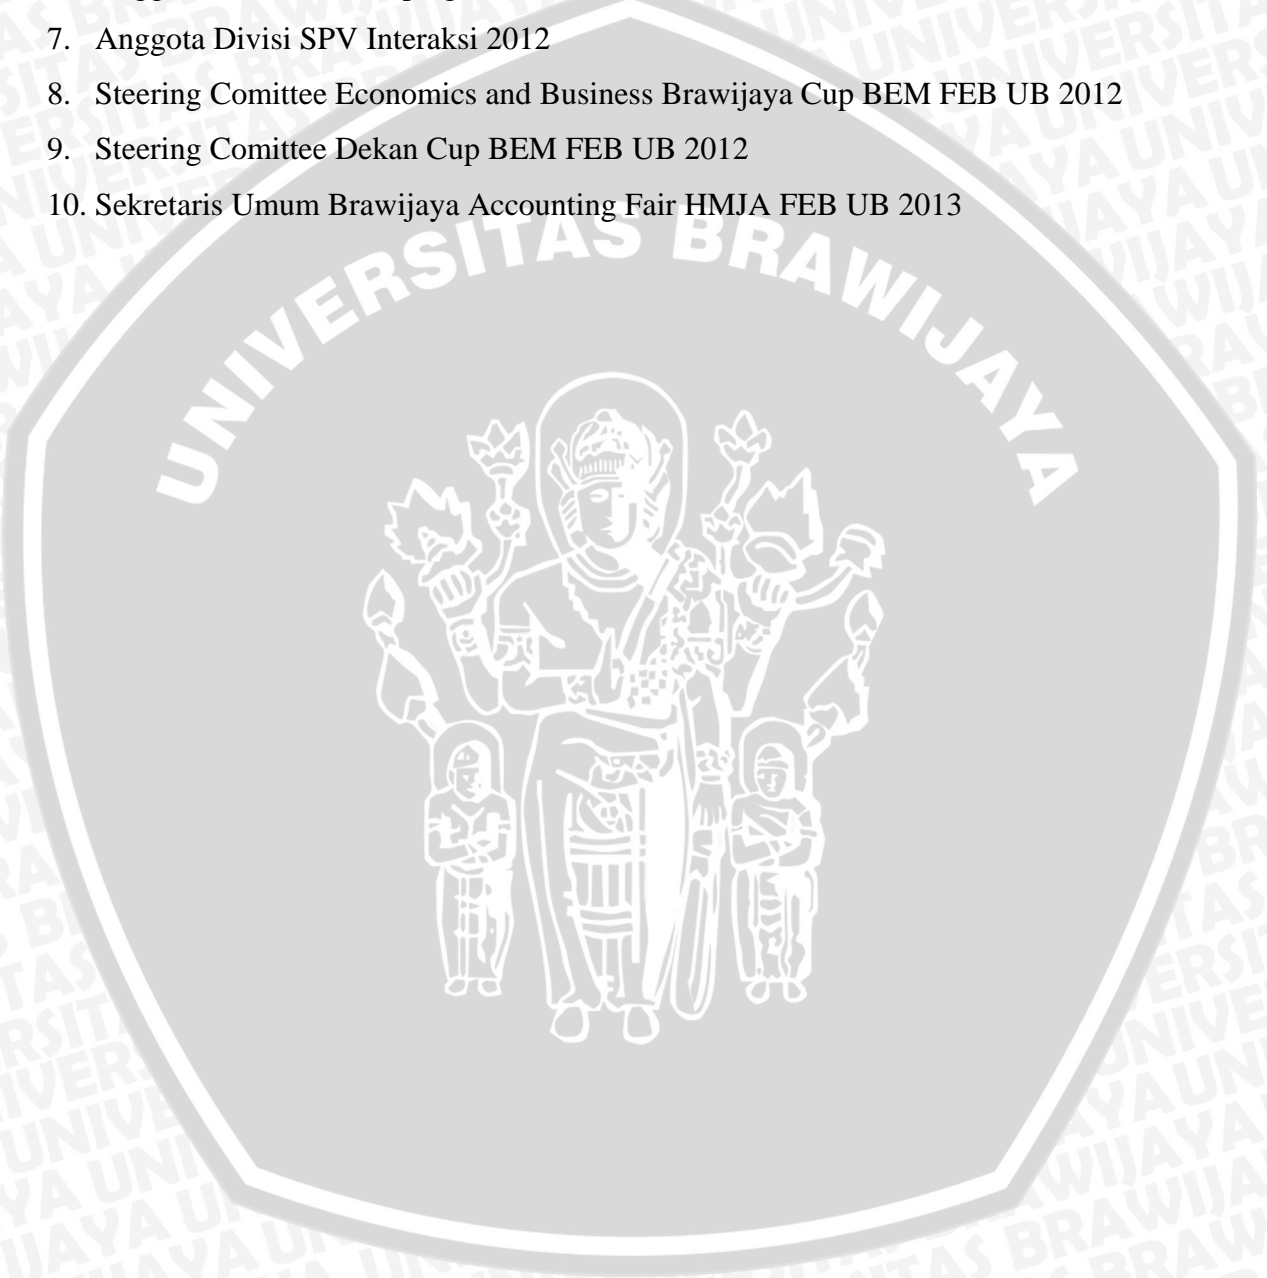 7. Anggota Divisi SPV Interaksi 2012
8. Steering Comittee Economics and Business Brawijaya Cup BEM FEB UB 2012
9. Steering Comittee Dekan Cup BEM FEB UB 2012
10. Sekretaris Umum Brawijaya Accounting Fair HMJA FEB UB 2013
UNIVERSITAS BRAWIJAYA